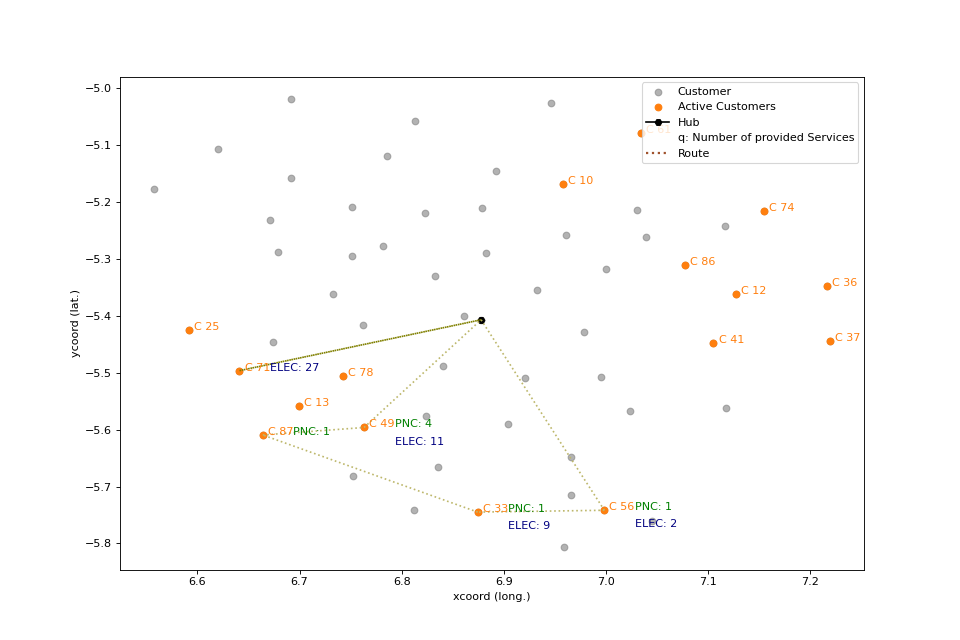 Customer
Active Customers
Hub
q: Number of provided Services
Route
C 61
C 10
C 74
C 86
C 36
C 12
C 25
C 41
C 37
C 71 ELEC: 27
C 78
C 13
C 49 PNC: 4
ELEC: 11
C 87 PNC: 1
C 33 PNC: 1
ELEC: 9
C 56 PNC: 1
ELEC: 2
−5.0
−5.1
−5.2
−5.3
−5.4
−5.5
−5.6
−5.7
−5.8
ycoord (lat.)
6.6 6.7 6.8 6.9 7.0 7.1 7.2
xcoord (long.)